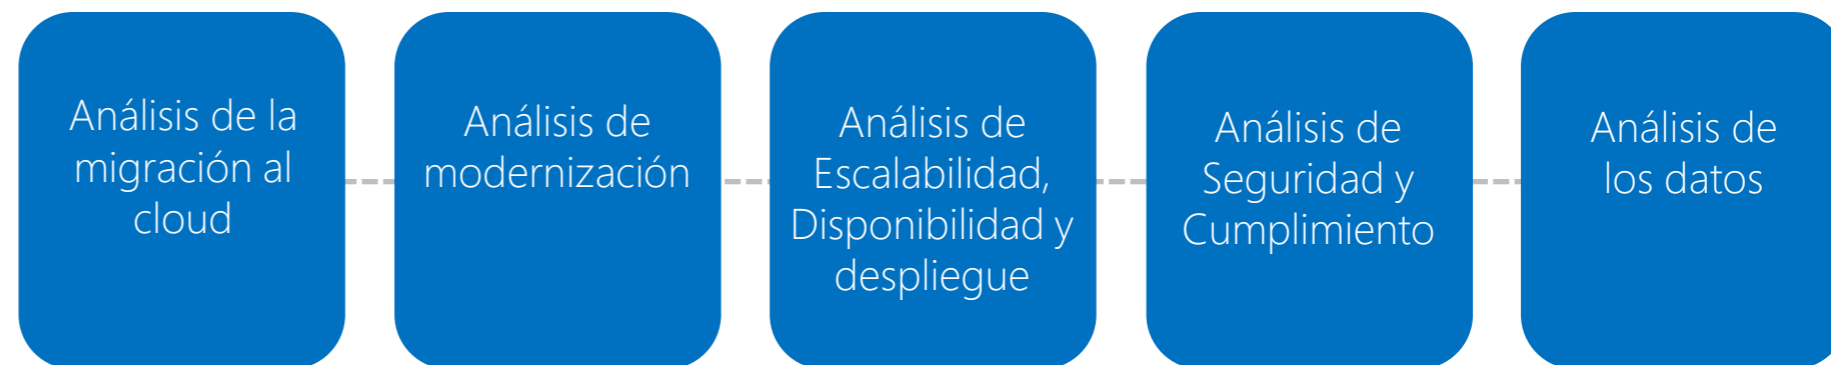 Análisis de la
migración al
cloud
Análisis de
modernización
Análisis de
Escalabilidad,
Disponibilidad y
despliegue
Análisis de
Seguridad y
Cumplimiento
Análisis de
los datos